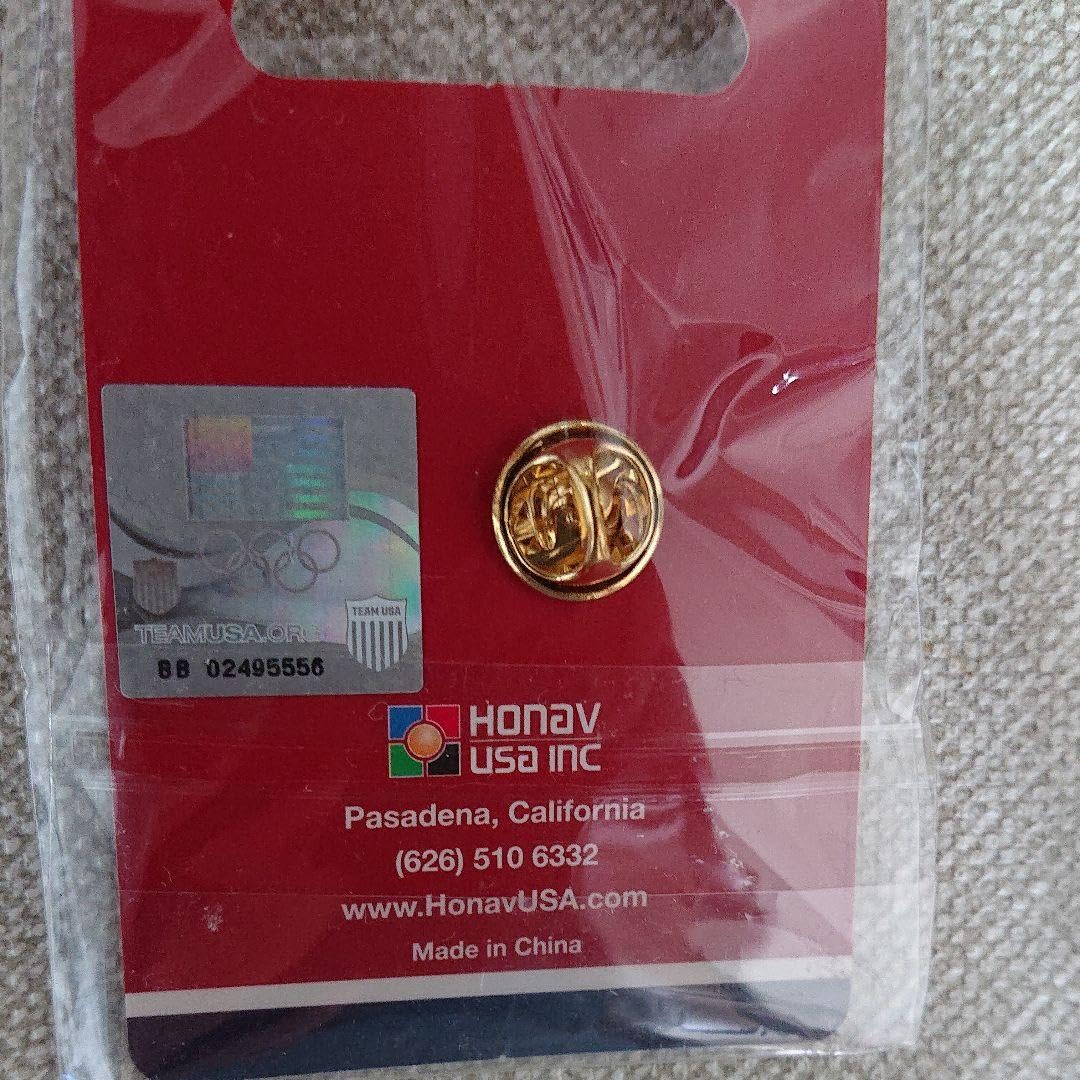 TEAM USA
TEAMUSA.ORG
BB 02495556
Honav
usa inc
Pasadena, California
(626) 510 6332
www.HonavUSA.com
Made in China